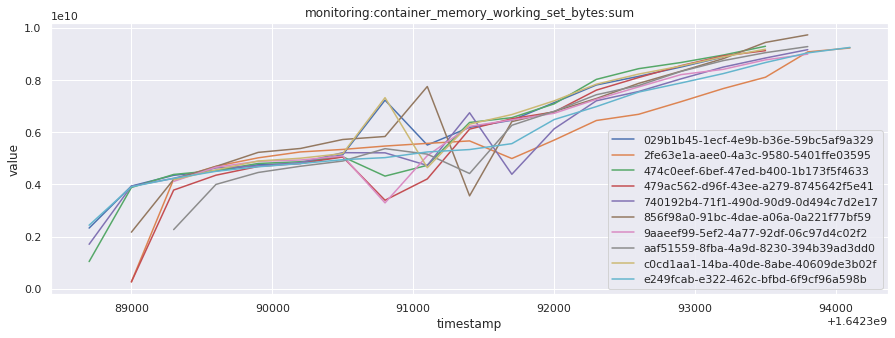 monitoring:container_memory_working_set_bytes:sum
1e10
1.0
0.8
0.6
0.4
0.2
0.0
value
029b1b45-1ecf-4e9b-b36e-59bc5af9a329
2fe63e1a-aee0-4a3c-9580-5401ffe03595
474c0eef-6bef-47ed-b400-1b173f5f4633
479ac562-d96f-43ee-a279-8745642f5e41
740192b4-71f1-490d-90d9-0d494c7d2e17
856f98a0-91bc-4dae-a06a-0a221f77bf59
9aaeef99-5ef2-4a77-92df-06c97d4c02f2
aaf51559-8fba-4a9d-8230-394b39ad3dd0
c0cd1aa1-14ba-40de-8abe-40609de3b02f
e249fcab-e322-462c-bfbd-6f9cf96a598b
89000 90000 91000 92000 93000 94000
timestamp
+1.6423e9